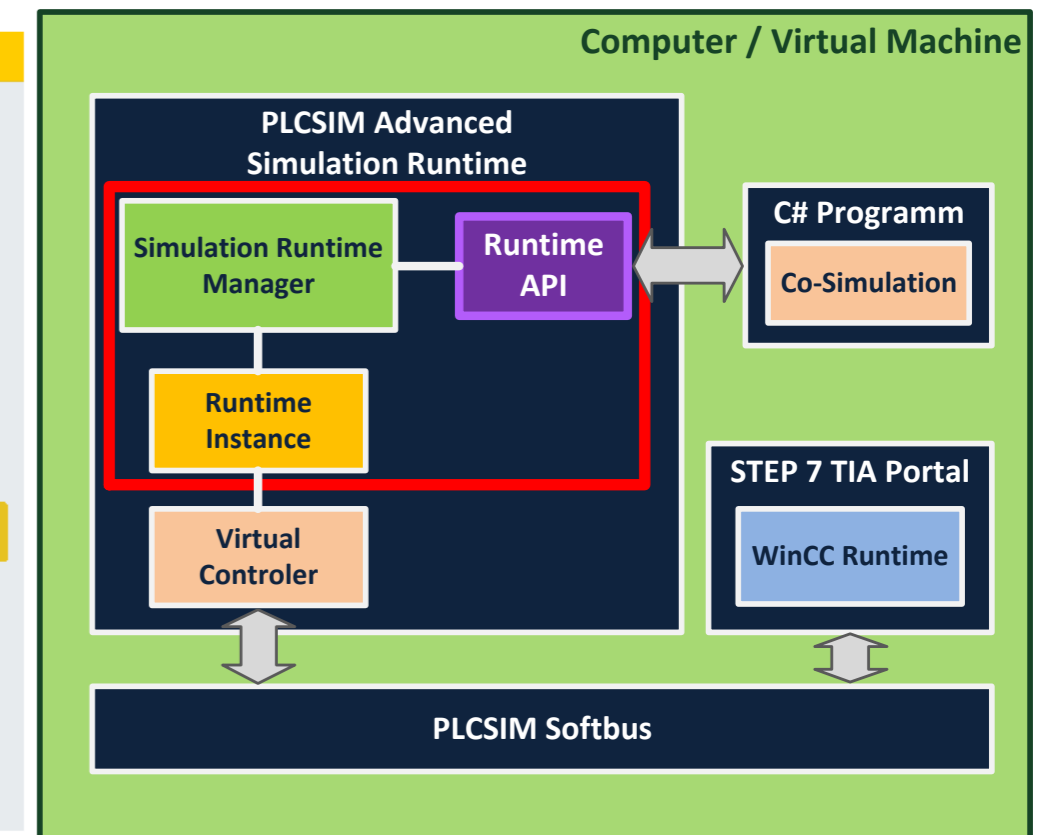 Computer / Virtual Machine
PLCSIM Advanced
Simulation Runtime
Simulation Runtime
Manager
Runtime
API
C# Programm
Co-Simulation
Runtime
Instance
STEP 7 TIA Portal
WinCC Runtime
Virtual
Controler
PLCSIM Softbus